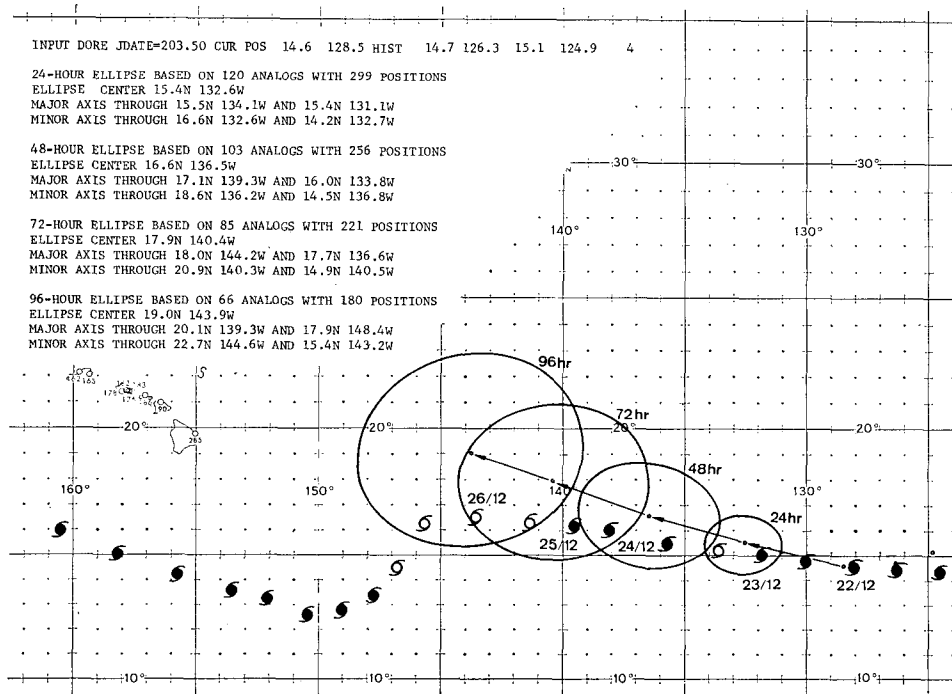 INPUT DORE JDATE=203.50 CUR POS 14.6 128.5 HIST 14.7 126.3 15.1 124.9 4
24-HOUR ELLIPSE BASED ON 120 ANALOGS WITH 299 POSITIONS
ELLIPSE CENTER 15.4N 132.6W
MAJOR AXIS THROUGH 15.5N 134.1W AND 15.4N 131.1W
MINOR AXIS THROUGH 16.6N 132.6W AND 14.2N 132.7W
48-HOUR ELLIPSE BASED ON 103 ANALOGS WITH 256 POSITIONS
ELLIPSE CENTER 16.6N 136.5W
MAJOR AXIS THROUGH 17.1N 139.3W AND 16.0N 133.8W
MINOR AXIS THROUGH 18.6N 136.2W AND 14.5N 136.8W
72-HOUR ELLIPSE BASED ON 85 ANALOGS WITH 221 POSITIONS
ELLIPSE CENTER 17.9N 140.4W
MAJOR AXIS THROUGH 18.0N 144.2W AND 17.7N 136.6W
MINOR AXIS THROUGH 20.9N 140.3W AND 14.9N 140.5W
96-HOUR ELLIPSE BASED ON 66 ANALOGS WITH 180 POSITIONS
ELLIPSE CENTER 19.0N 143.9W
MAJOR AXIS THROUGH 20.1N 139.3W AND 17.9N 148.4W
MINOR AXIS THROUGH 22.7N 144.6W AND 15.4N 143.2W
30° 30°
140° 130°
96hr
72hr
190
20° 20° 20°
265
48hr
160° 150° 140° 130°
26/12
24hr
25/12 24/12
23/12 22/12
10° 10° 10°